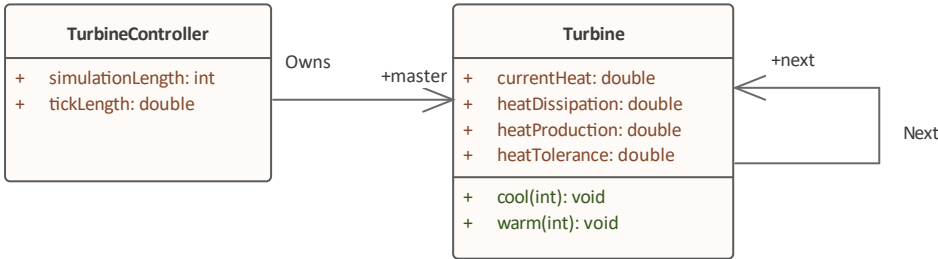 TurbineController
+ simulationLength: int
+ tickLength: double
Owns
+master
Turbine
+ currentHeat: double
+ heatDissipation: double
+ heatProduction: double
+ heatTolerance: double
+ cool(int): void
+ warm(int): void
+next
Next